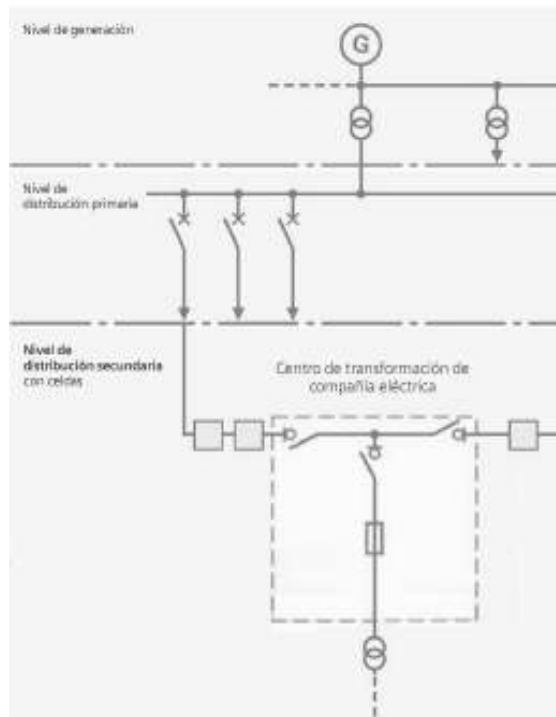 Nivel de generación
G
Nivel de
distribución primaria
Nivel de
distribución secundaria
con celdas
Centro de transformación de
compañía eléctrica